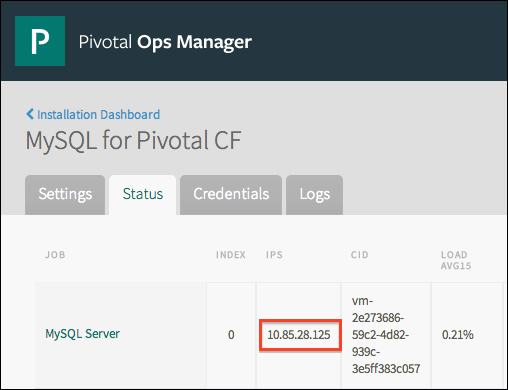 P Pivotal Ops Manager
Installation Dashboard
MySQL for Pivotal CF
Settings Status Credentials Logs
JOB INDEX IPS CID LOAD
AVG15
MySQL Server 0 10.85.28.125 vm-
2e273686-
59c2-4d82-
939c-
3e5ff383c057 0.21%